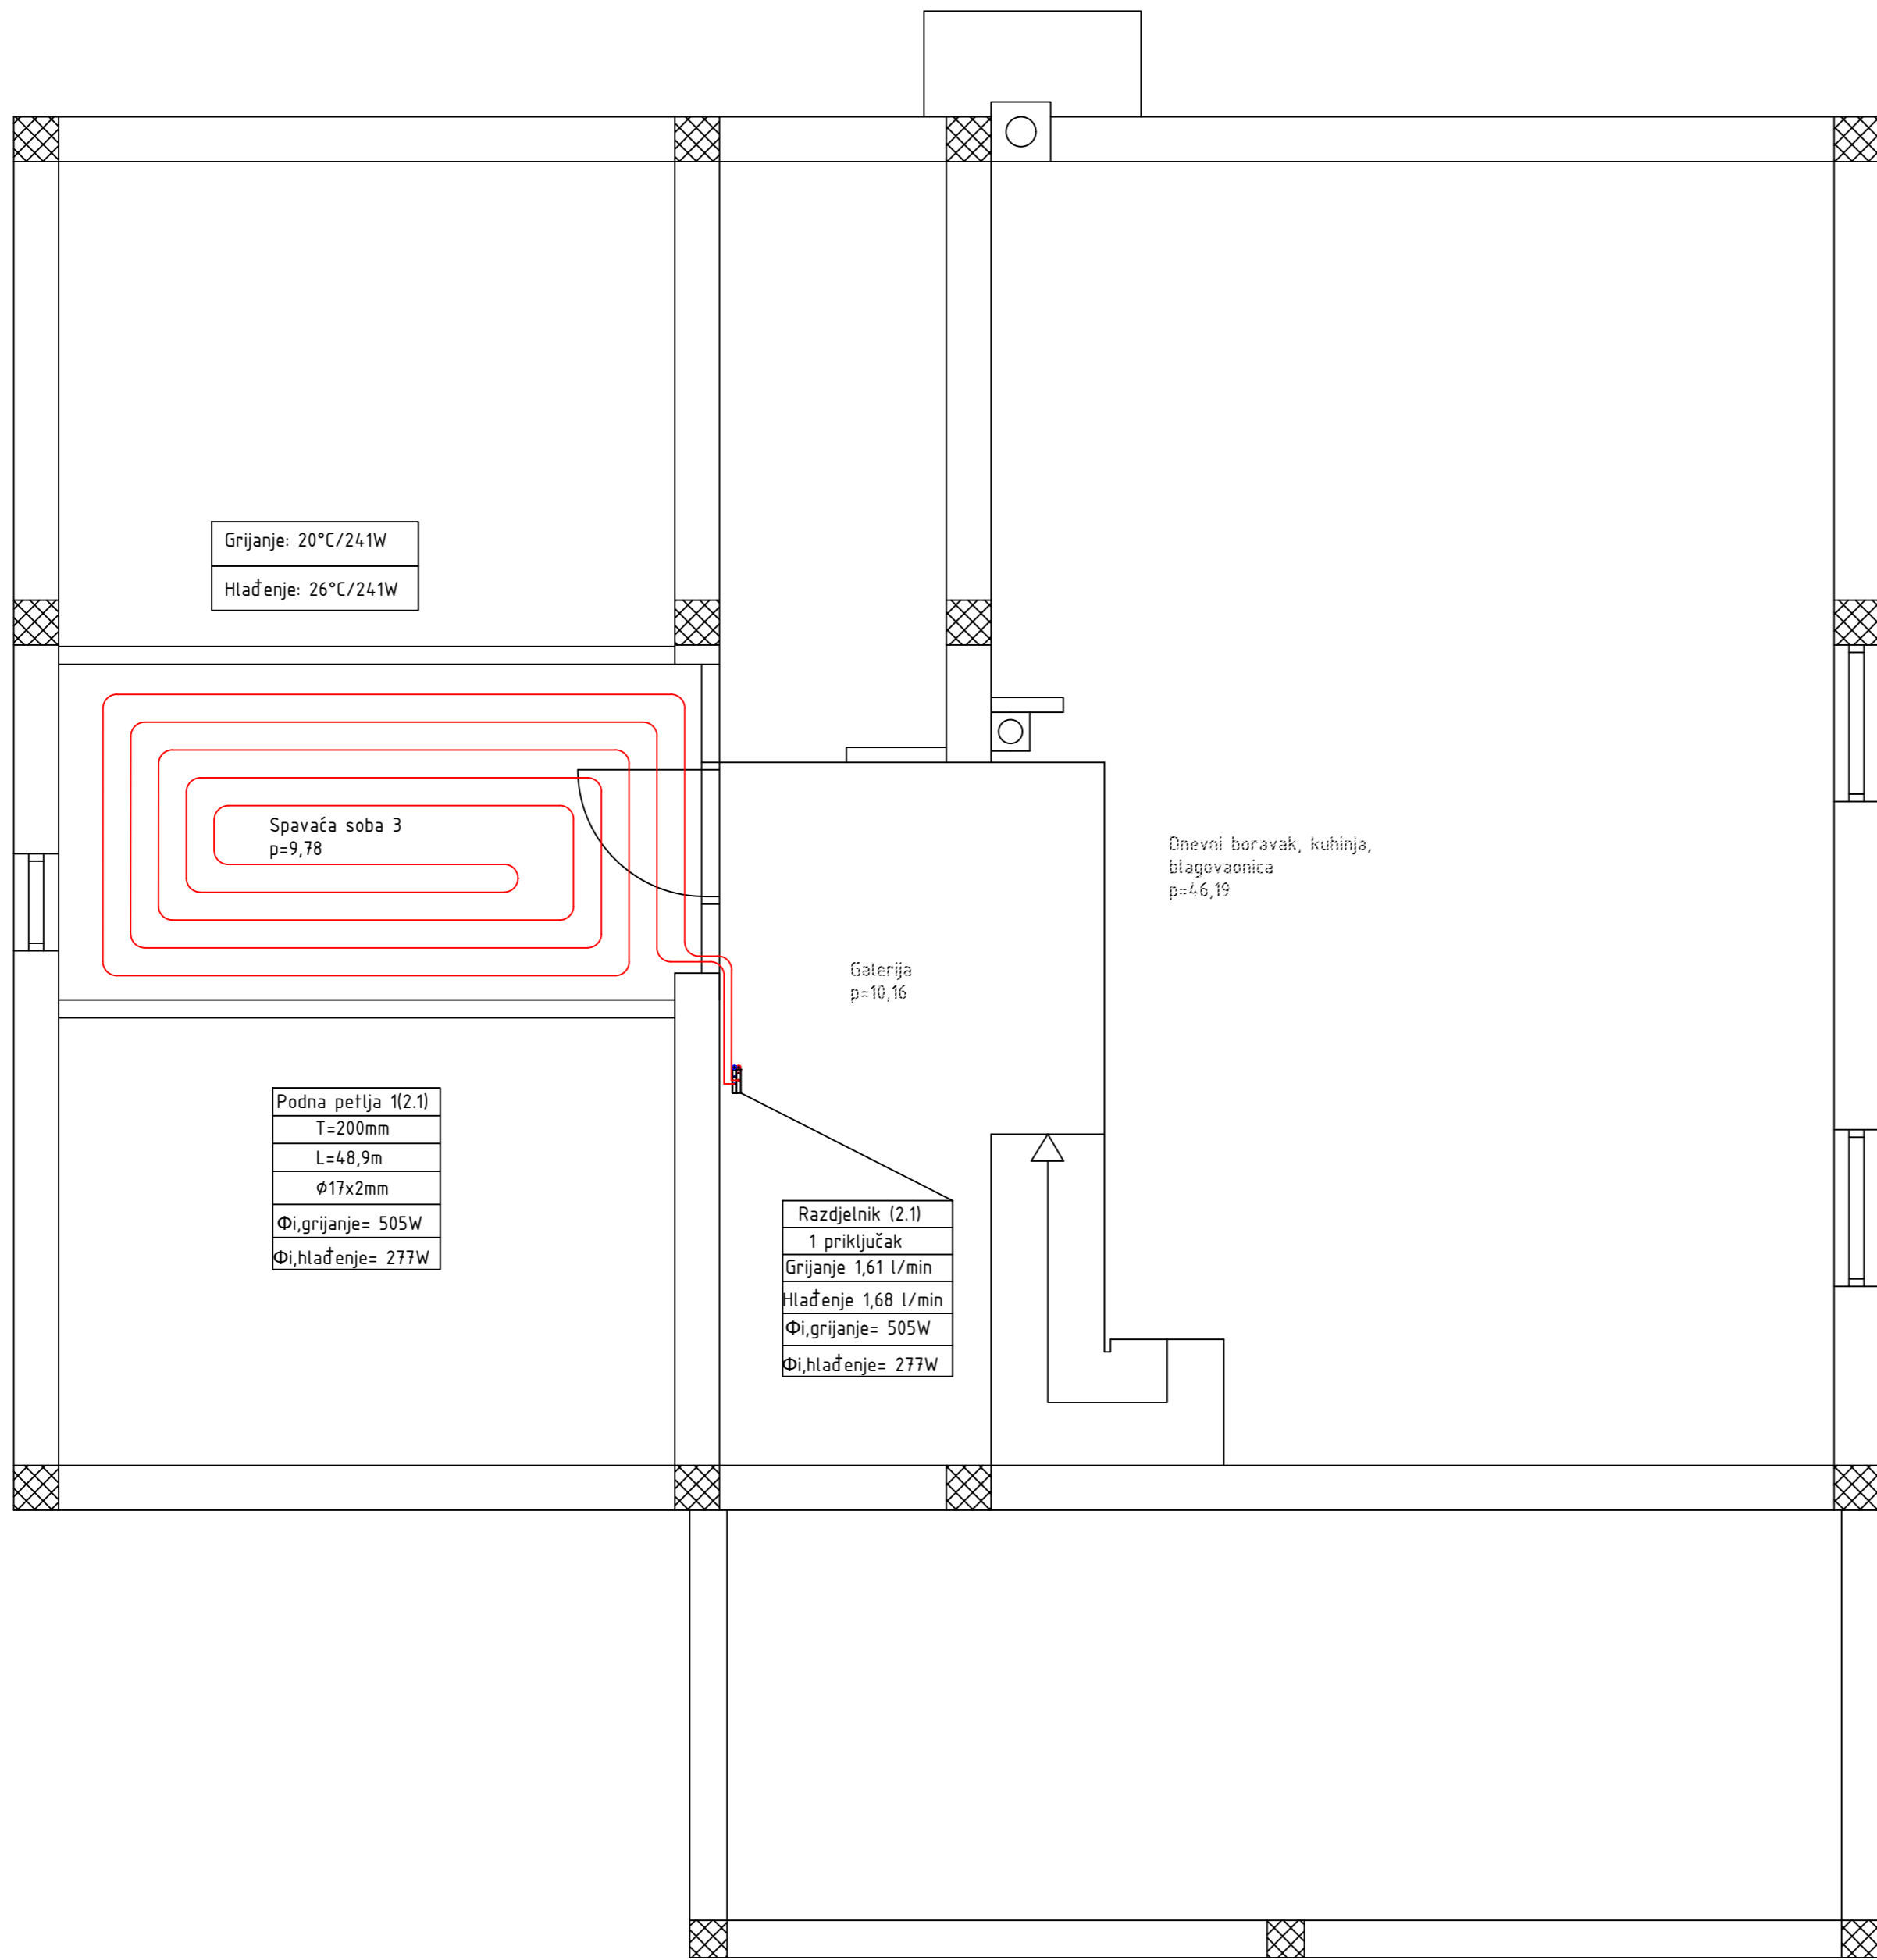 Grijanje: 20°C/241W
Hlađenje: 26°C/241W
Spavaća soba 3
p=9,78
Dnevni boravak, kuhinja,
blagovaonica
p=46,19
Galerija
p=10,16
Podna petlja 1(2.1)
T=200mm
L=48,9m
Ø17x2mm
Φi,grijanje= 505W
Φi,hlađenje= 277W
Razdjelnik (2.1)
1 priključak
Grijanje 1,61 l/min
Hlađenje 1,68 l/min
Φi,grijanje= 505W
Φi,hlađenje= 277W